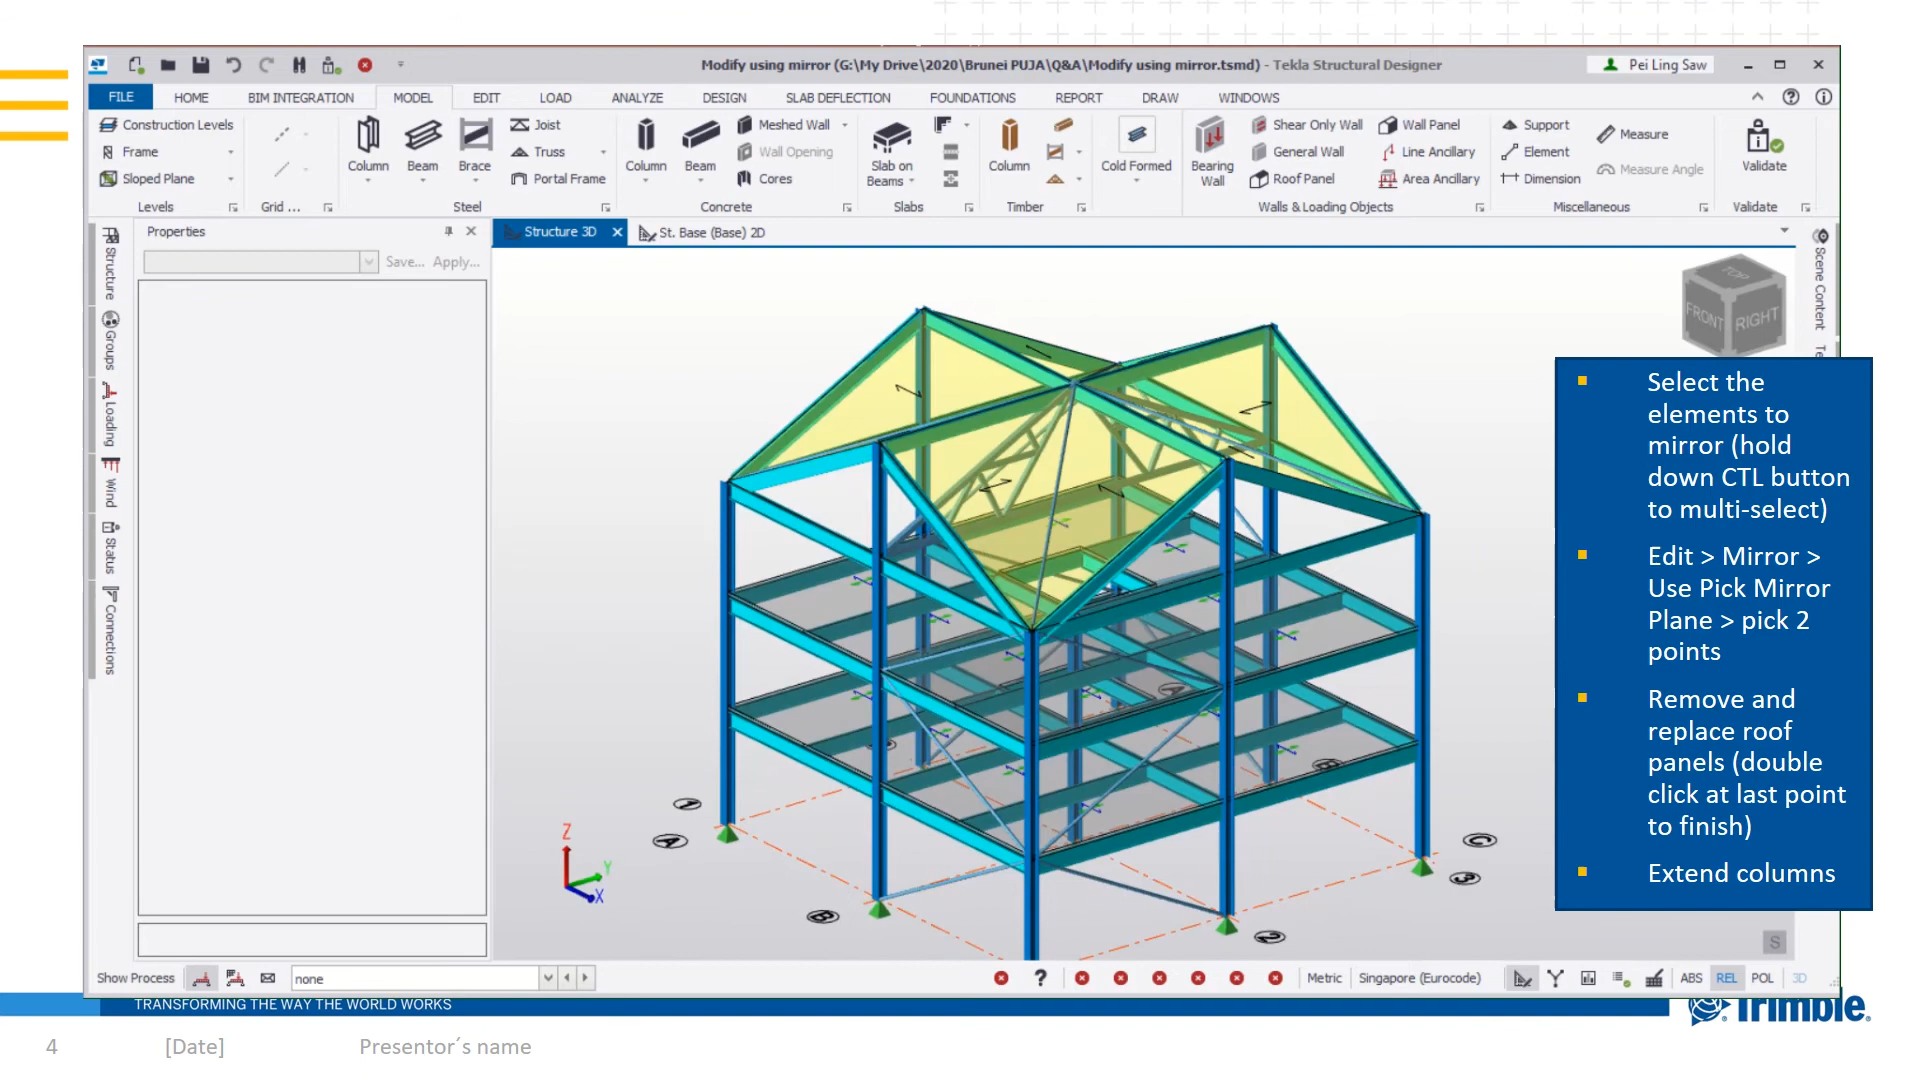 Modify using mirror (G:\My Drive\2020\Brunei PUJA\Q&A\Modify using mirror.tsmd) - Tekla Structural Designer
Pei Ling Saw
FILE HOME BIM INTEGRATION MODEL EDIT LOAD ANALYZE DESIGN SLAB DEFLECTION FOUNDATIONS REPORT DRAW WINDOWS
Construction Levels
Frame
Sloped Plane
Levels
Grid ...
Column
Beam
Brace
Joist
Truss
Portal Frame
Steel
Column
Beam
Meshed Wall
Wall Opening
Cores
Concrete
Slab on
Beams
Slabs
Column
Timber
Cold Formed
Bearing
Wall
Shear Only Wall
General Wall
Roof Panel
Wall Panel
Line Ancillary
Area Ancillary
Walls & Loading Objects
Support
Element
Dimension
Measure
Measure Angle
Miscellaneous
Validate
Validate
Structure
Groups
Loading
Wind
Status
Connections
Properties
Save... Apply...
Structure 3D
St. Base (Base) 2D
Scene Content
Te
TOP
FRONT
RIGHT
1
A
B
2
3
C
A
B
Z
Y
X
S
Select the
elements to
mirror (hold
down CTL button
to multi-select)
Edit > Mirror >
Use Pick Mirror
Plane > pick 2
points
Remove and
replace roof
panels (double
click at last point
to finish)
Extend columns
Show Process
none
Metric
Singapore (Eurocode)
ABS REL POL 3D
TRANSFORMING THE WAY THE WORLD WORKS
Trimble
4 [Date] Presentor´s name